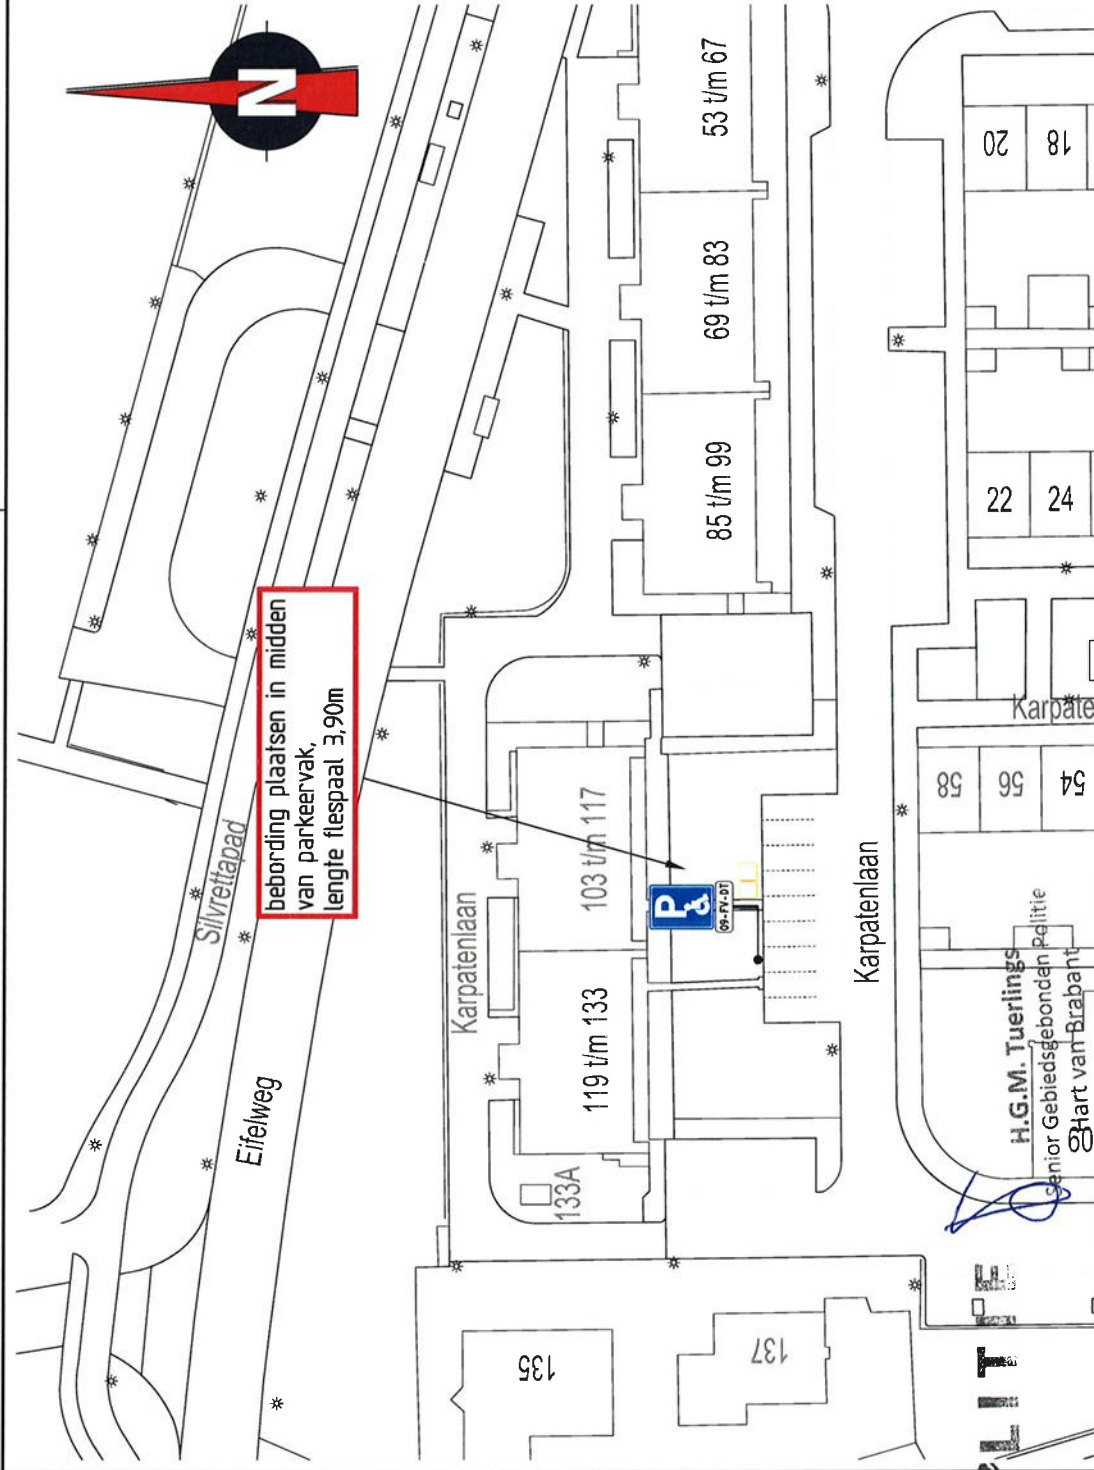 N
bebording plaatsen in midden
van parkeervak,
lengte flespaal 3,90m
Silvrettapad
Eifelweg
Karpatenlaan
53 t/m 67
69 t/m 83
85 t/m 99
103 t/m 117
119 t/m 133
133A
P
09-FV-DT
Karpatenlaan
20
18
22
24
58
56
54
60
135
137
H.G.M. Tuerlings
senior Gebiedsgebonden Politie
Hart van Brabant